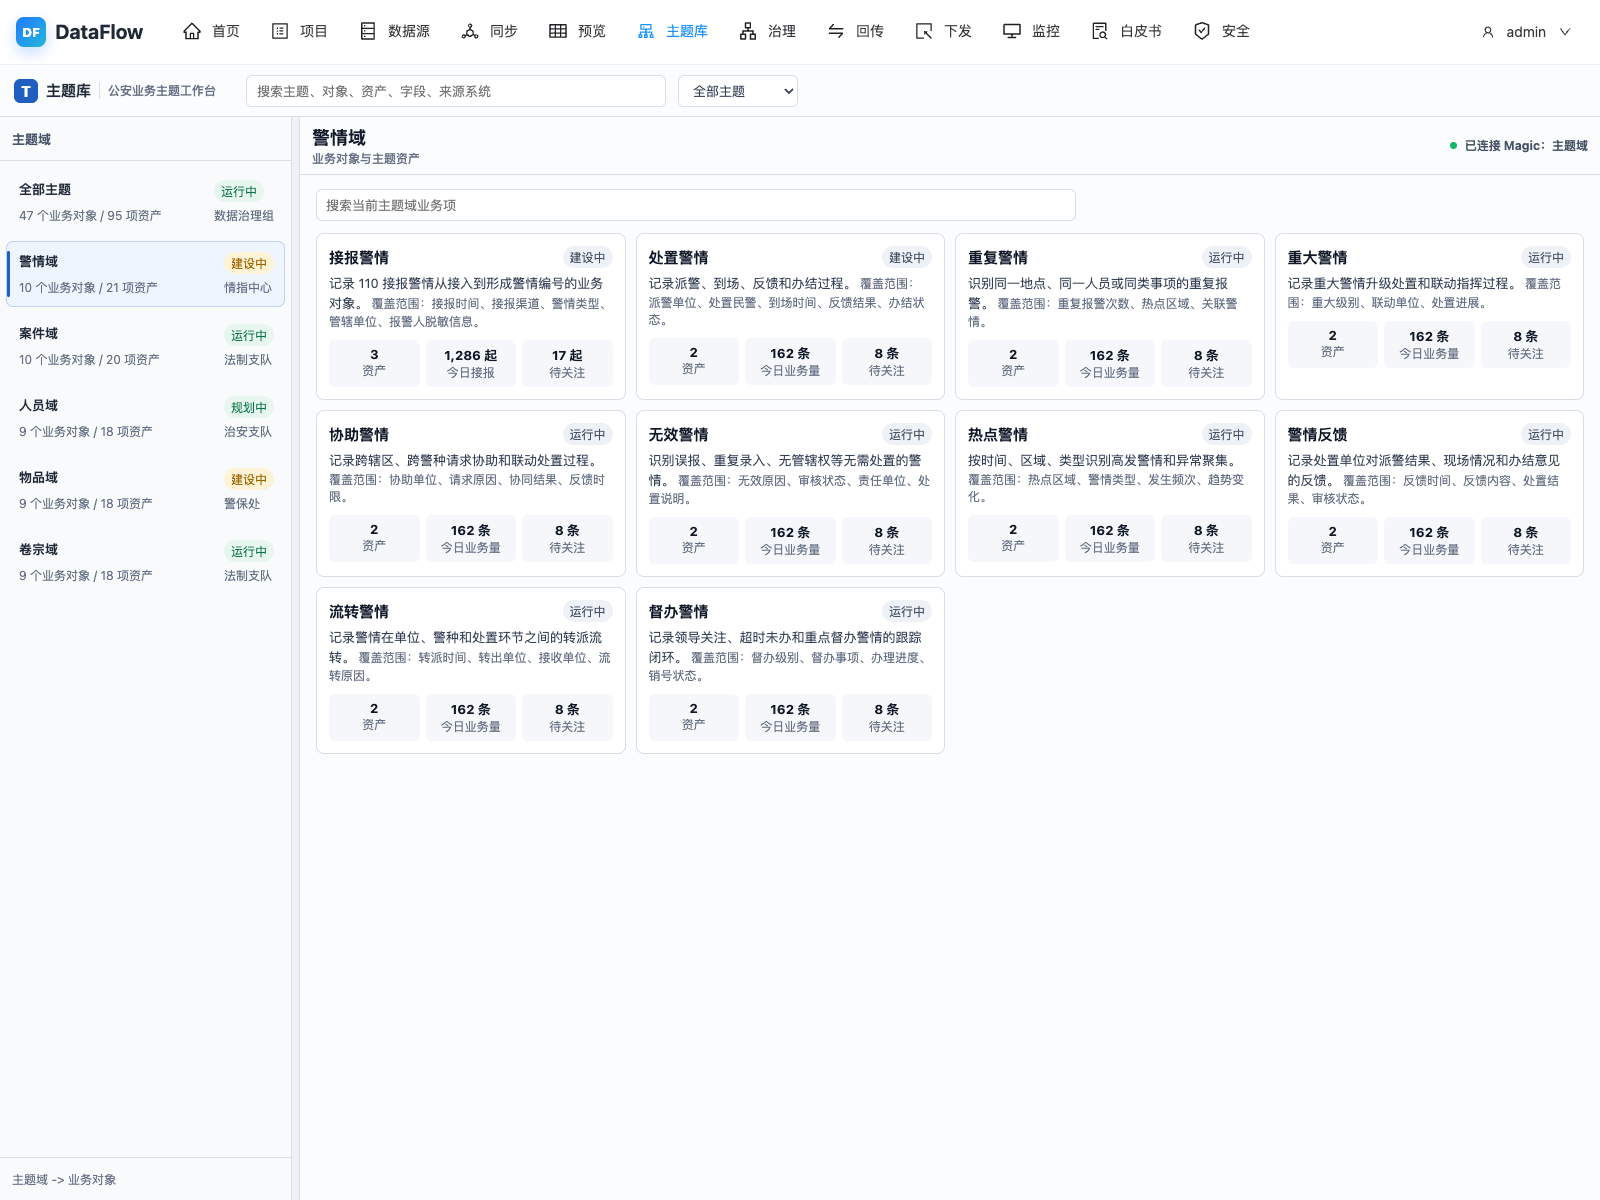 DF DataFlow 首页 项目 数据源 同步 预览 主题库 治理 回传 下发 监控 白皮书 安全 admin
T 主题库 公安业务主题工作台 搜索主题、对象、资产、字段、来源系统 全部主题
主题域
全部主题 运行中
47 个业务对象 / 95 项资产 数据治理组
警情域 建设中
10 个业务对象 / 21 项资产 情指中心
案件域 运行中
10 个业务对象 / 20 项资产 法制支队
人员域 规划中
9 个业务对象 / 18 项资产 治安支队
物品域 建设中
9 个业务对象 / 18 项资产 警保处
卷宗域 运行中
9 个业务对象 / 18 项资产 法制支队
主题域 -> 业务对象
警情域
业务对象与主题资产
已连接 Magic：主题域
搜索当前主题域业务项
接报警情 建设中
记录 110 接报警情从接入到形成警情编号的业务
对象。 覆盖范围：接报时间、接报渠道、警情类型、
管辖单位、报警人脱敏信息。
3 1,286 起 17 起
资产 今日接报 待关注
处置警情 建设中
记录派警、到场、反馈和办结过程。 覆盖范围：
派警单位、处置民警、到场时间、反馈结果、办结状
态。
2 162 条 8 条
资产 今日业务量 待关注
重复警情 运行中
识别同一地点、同一人员或同类事项的重复报
警。 覆盖范围：重复报警次数、热点区域、关联警
情。
2 162 条 8 条
资产 今日业务量 待关注
重大警情 运行中
记录重大警情升级处置和联动指挥过程。 覆盖范
围：重大级别、联动单位、处置进展。
2 162 条 8 条
资产 今日业务量 待关注
协助警情 运行中
记录跨辖区、跨警种请求协助和联动处置过程。
覆盖范围：协助单位、请求原因、协同结果、反馈时
限。
2 162 条 8 条
资产 今日业务量 待关注
无效警情 运行中
识别误报、重复录入、无管辖权等无需处置的警
情。 覆盖范围：无效原因、审核状态、责任单位、处
置说明。
2 162 条 8 条
资产 今日业务量 待关注
热点警情 运行中
按时间、区域、类型识别高发警情和异常聚集。
覆盖范围：热点区域、警情类型、发生频次、趋势变
化。
2 162 条 8 条
资产 今日业务量 待关注
警情反馈 运行中
记录处置单位对派警结果、现场情况和办结意见
的反馈。 覆盖范围：反馈时间、反馈内容、处置结
果、审核状态。
2 162 条 8 条
资产 今日业务量 待关注
流转警情 运行中
记录警情在单位、警种和处置环节之间的转派流
转。 覆盖范围：转派时间、转出单位、接收单位、流
转原因。
2 162 条 8 条
资产 今日业务量 待关注
督办警情 运行中
记录领导关注、超时未办和重点督办警情的跟踪
闭环。 覆盖范围：督办级别、督办事项、办理进度、
销号状态。
2 162 条 8 条
资产 今日业务量 待关注